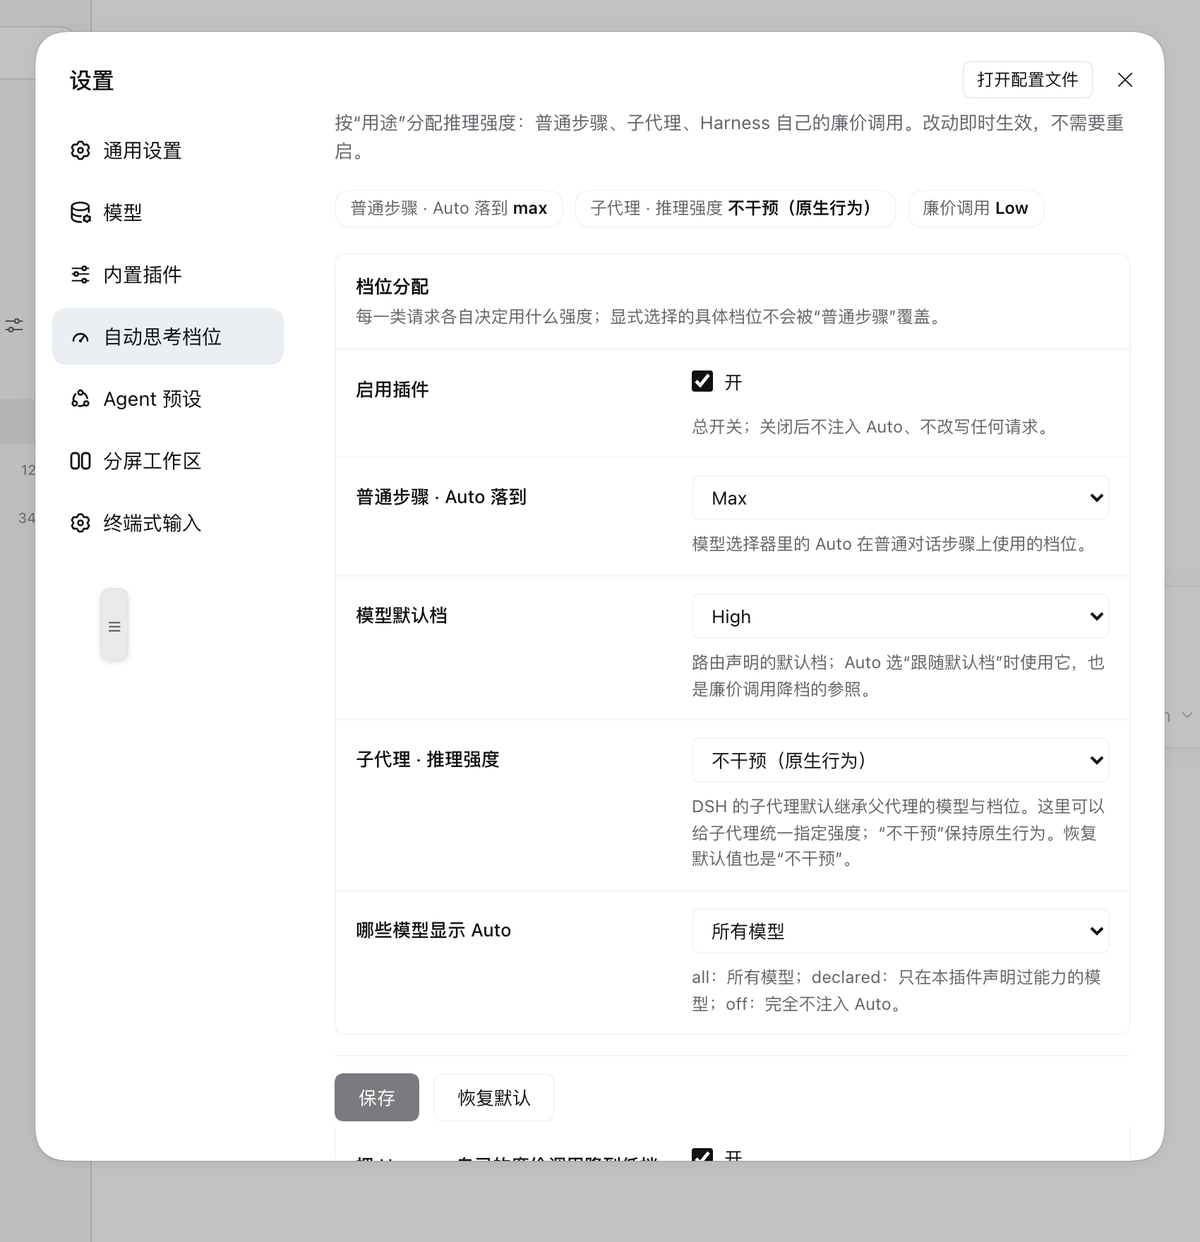 设置
打开配置文件
通用设置
模型
内置插件
自动思考档位
Agent 预设
分屏工作区
终端式输入
12
34
按“用途”分配推理强度：普通步骤、子代理、Harness 自己的廉价调用。改动即时生效，不需要重
启。
普通步骤 · Auto 落到 max
子代理 · 推理强度 不干预（原生行为）
廉价调用 Low
档位分配
每一类请求各自决定用什么强度；显式选择的具体档位不会被“普通步骤”覆盖。
启用插件
开
总开关；关闭后不注入 Auto、不改写任何请求。
普通步骤 · Auto 落到
Max
模型选择器里的 Auto 在普通对话步骤上使用的档位。
模型默认档
High
路由声明的默认档；Auto 选“跟随默认档”时使用它，也
是廉价调用降档的参照。
子代理 · 推理强度
不干预（原生行为）
DSH 的子代理默认继承父代理的模型与档位。这里可以
给子代理统一指定强度；“不干预”保持原生行为。恢复
默认值也是“不干预”。
哪些模型显示 Auto
所有模型
all：所有模型；declared：只在本插件声明过能力的模
型；off：完全不注入 Auto。
保存
恢复默认
自己的廉价调用降到低档
开